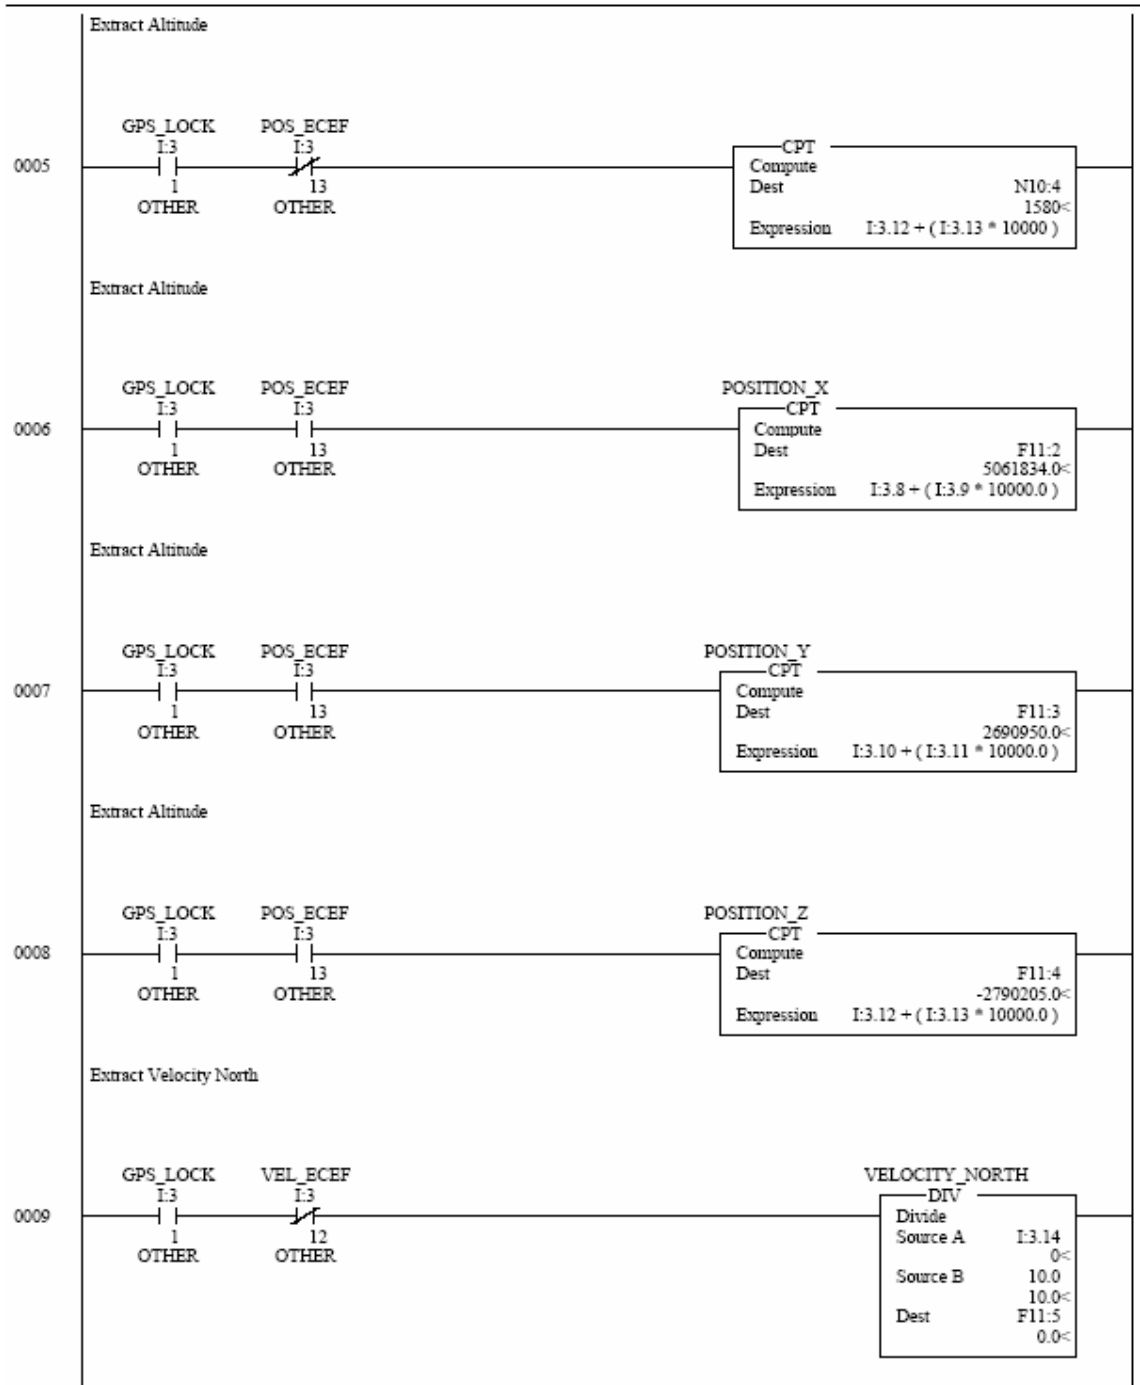 Extract Altitude
GPS_LOCK POS_ECEF
I:3 I:3 CPT
0005 Compute
1 13 Dest N10:4
OTHER OTHER 1580<
Expression I:3.12 + ( I:3.13 * 10000 )
Extract Altitude
GPS_LOCK POS_ECEF POSITION_X
I:3 I:3 CPT
0006 Compute
1 13 Dest F11:2
OTHER OTHER 5061834.0<
Expression I:3.8 + ( I:3.9 * 10000.0 )
Extract Altitude
GPS_LOCK POS_ECEF POSITION_Y
I:3 I:3 CPT
0007 Compute
1 13 Dest F11:3
OTHER OTHER 2690950.0<
Expression I:3.10 + ( I:3.11 * 10000.0 )
Extract Altitude
GPS_LOCK POS_ECEF POSITION_Z
I:3 I:3 CPT
0008 Compute
1 13 Dest F11:4
OTHER OTHER -2790205.0<
Expression I:3.12 + ( I:3.13 * 10000.0 )
Extract Velocity North
GPS_LOCK VEL_ECEF VELOCITY_NORTH
I:3 I:3 DIV
0009 Divide
1 12 Source A I:3.14
OTHER OTHER 0<
Source B 10.0
10.0<
Dest F11:5
0.0<